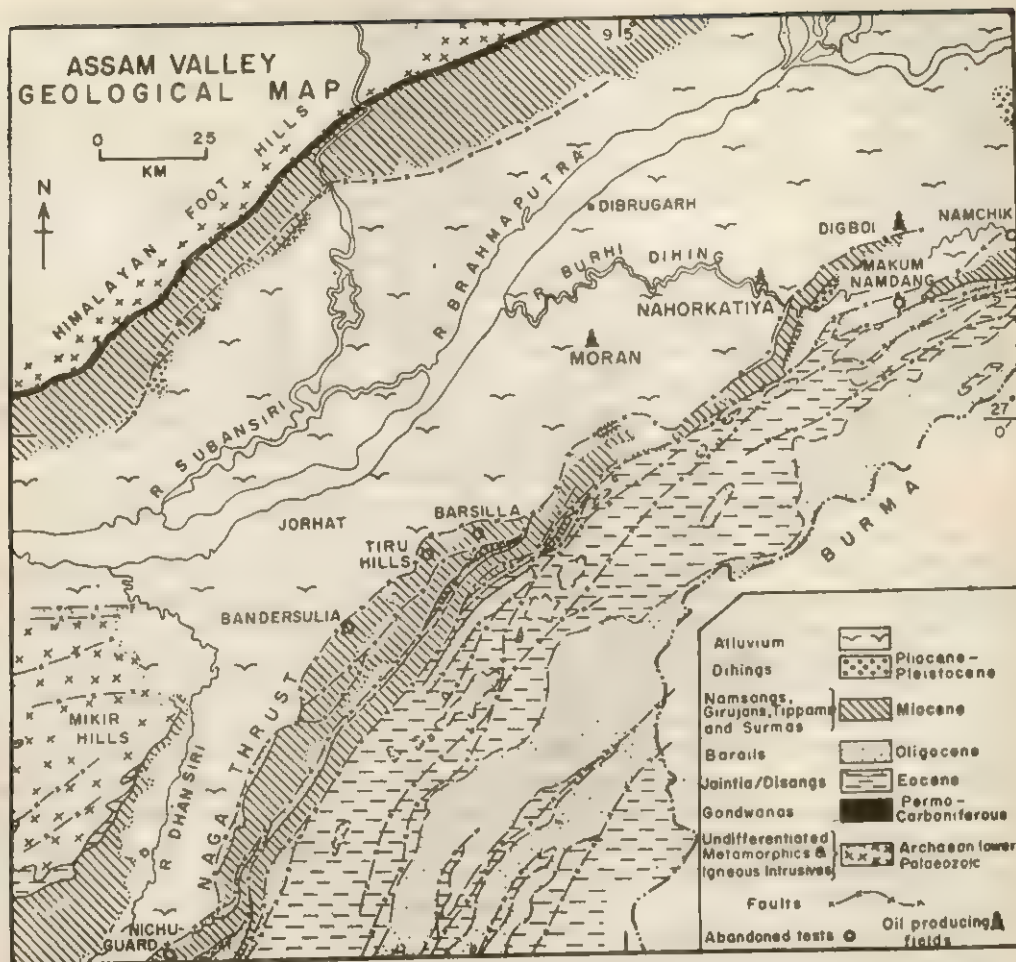 ASSAM VALLEY
GEOLOGICAL MAP
0 25
KM
N
95
HIMALAYAN FOOT HILLS
R BRAHMAPUTRA
DIBRUGARH
R BURHI DIHING
DIGBOI
NAMCHIK
MAKUM
NAMDANG
NAHORKATIYA
MORAN
27
0
R SUBANSIRI
JORHAT
BARSILLA
TIRU
HILLS
BURMA
BANDERSULIA
MIKIR
HILLS
R DHANSIRI
NAGA THRUST
NICHU-
GUARD
Alluvium
Dihings Pliocene-
Pleistocene
Namsangs,
Girujans, Tippams
and Surmas
Miocene
Barails Oligocene
Jaintia/Disangs Eocene
Gondwanas Permo-
Carboniferous
Undifferentiated
Metamorphics &
Igneous Intrusives
Archaean lower
Palaeozoic
Faults
Abandoned tests Oil producing
fields